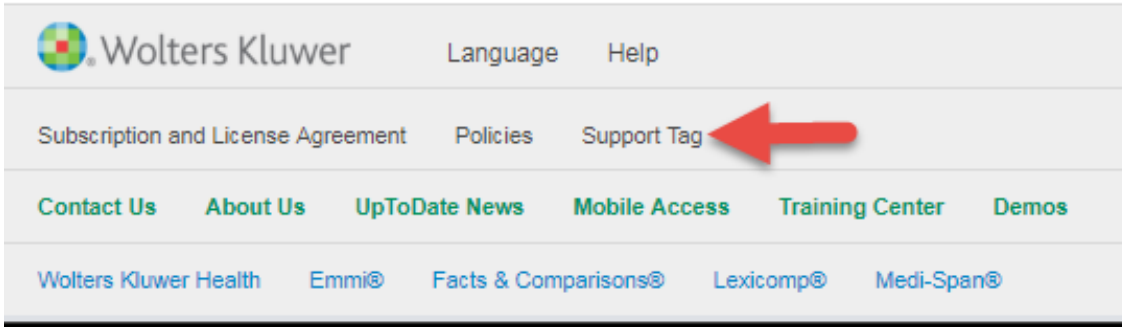 Wolters Kluwer Language Help
Subscription and License Agreement Policies Support Tag
Contact Us About Us UpToDate News Mobile Access Training Center Demos
Wolters Kluwer Health Emmi® Facts & Comparisons® Lexicomp® Medi-Span®